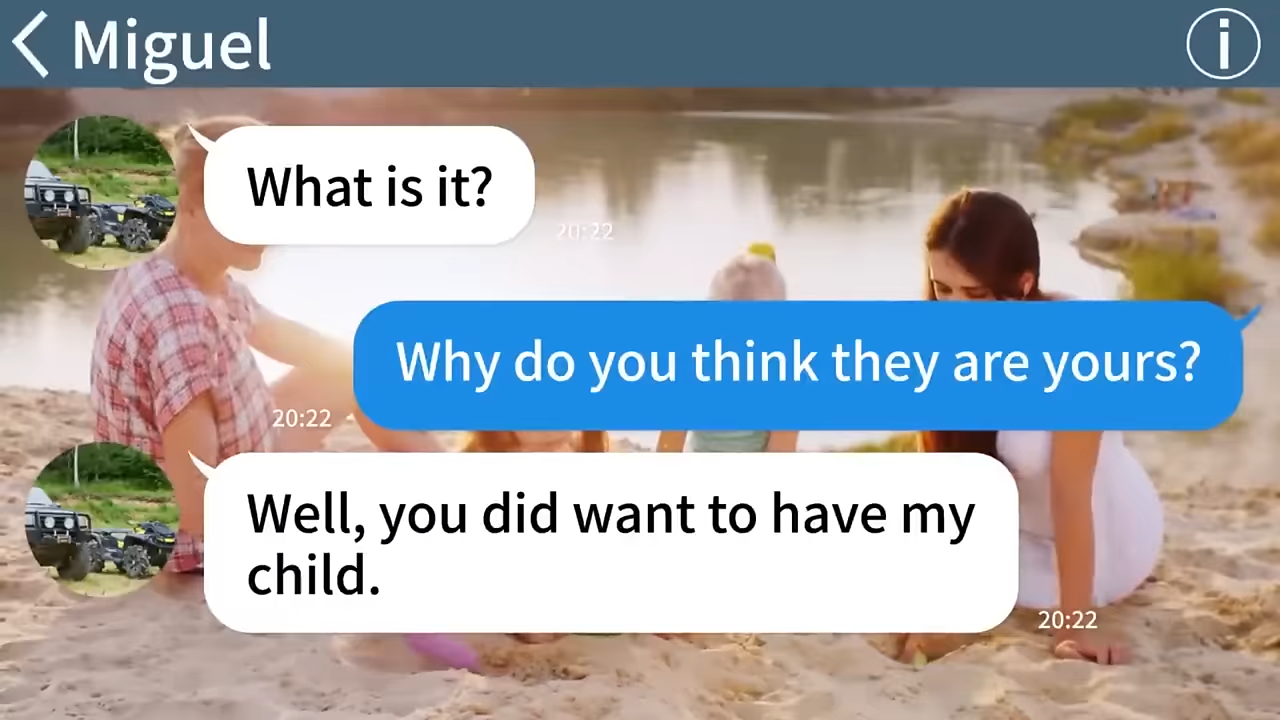 Miguel
What is it?
20:22
Why do you think they are yours?
20:22
Well, you did want to have my
child.
20:22